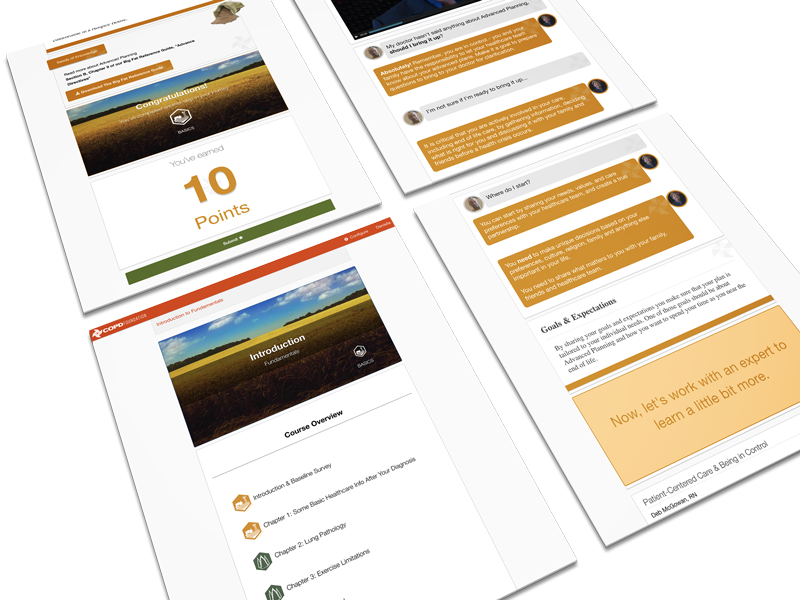 Read more about Advanced Planning
Section B, Chapter 9 of our Big Fat Reference Guide, "Advance
Directives"
Download The Big Fat Reference Guide
Congratulations!
BASICS
You've earned
10
Points
Submit
My doctor hasn't said anything about Advanced Planning,
should I bring it up?
Absolutely! Remember, you are in control - you and your
family have the responsibility to let your healthcare team
know about your advanced plans. Make it a goal to prepare
questions to bring to your doctor for clarification.
I'm not sure if I'm ready to bring it up...
It is critical that you are actively involved in your care,
including end of life care, by gathering information, deciding
what is right for you and discussing it with your family and
friends before a health crisis occurs.
Where do I start?
You can start by sharing your needs, values, and care
preferences with your healthcare team, and create a true
partnership.
You need to make unique decisions based on your
preferences, culture, religion, family and anything else
important in your life.
You need to share what matters to you with your family,
friends and healthcare team.
Goals & Expectations
By sharing your goals and expectations you make sure that your plan is
tailored to your individual needs. One of those goals should be about
Advanced Planning and how you want to spend your time as you near the
end of life.
Now, let's work with an expert to
learn a little bit more.
Patient-Centered Care & Being in Control
Deb McGowan, RN
COPD FOUNDATION
Configure
Danielle
Introduction to Fundamentals
Introduction
Fundamentals
BASICS
Course Overview
Introduction & Baseline Survey
Chapter 1: Some Basic Healthcare Info After Your Diagnosis
Chapter 2: Lung Pathology
Chapter 3: Exercise Limitations